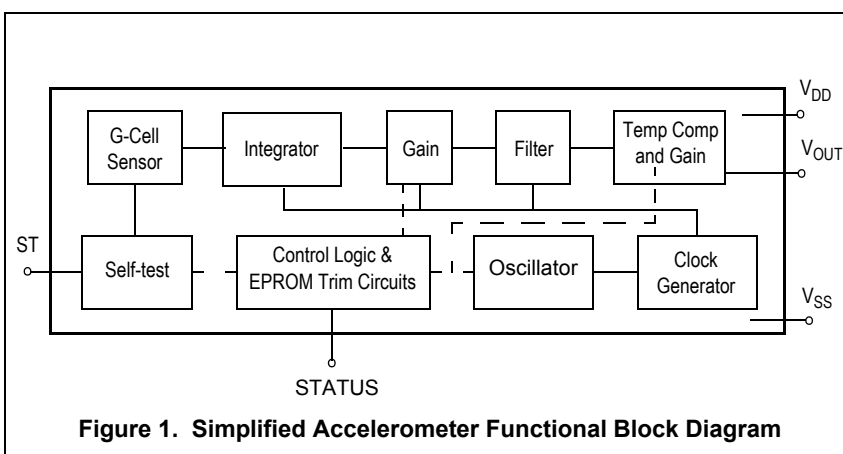 V_DD
G-Cell
Sensor
Integrator
Gain
Filter
Temp Comp
and Gain
V_OUT
ST
Self-test
Control Logic &
EPROM Trim Circuits
Oscillator
Clock
Generator
V_SS
STATUS
Figure 1. Simplified Accelerometer Functional Block Diagram